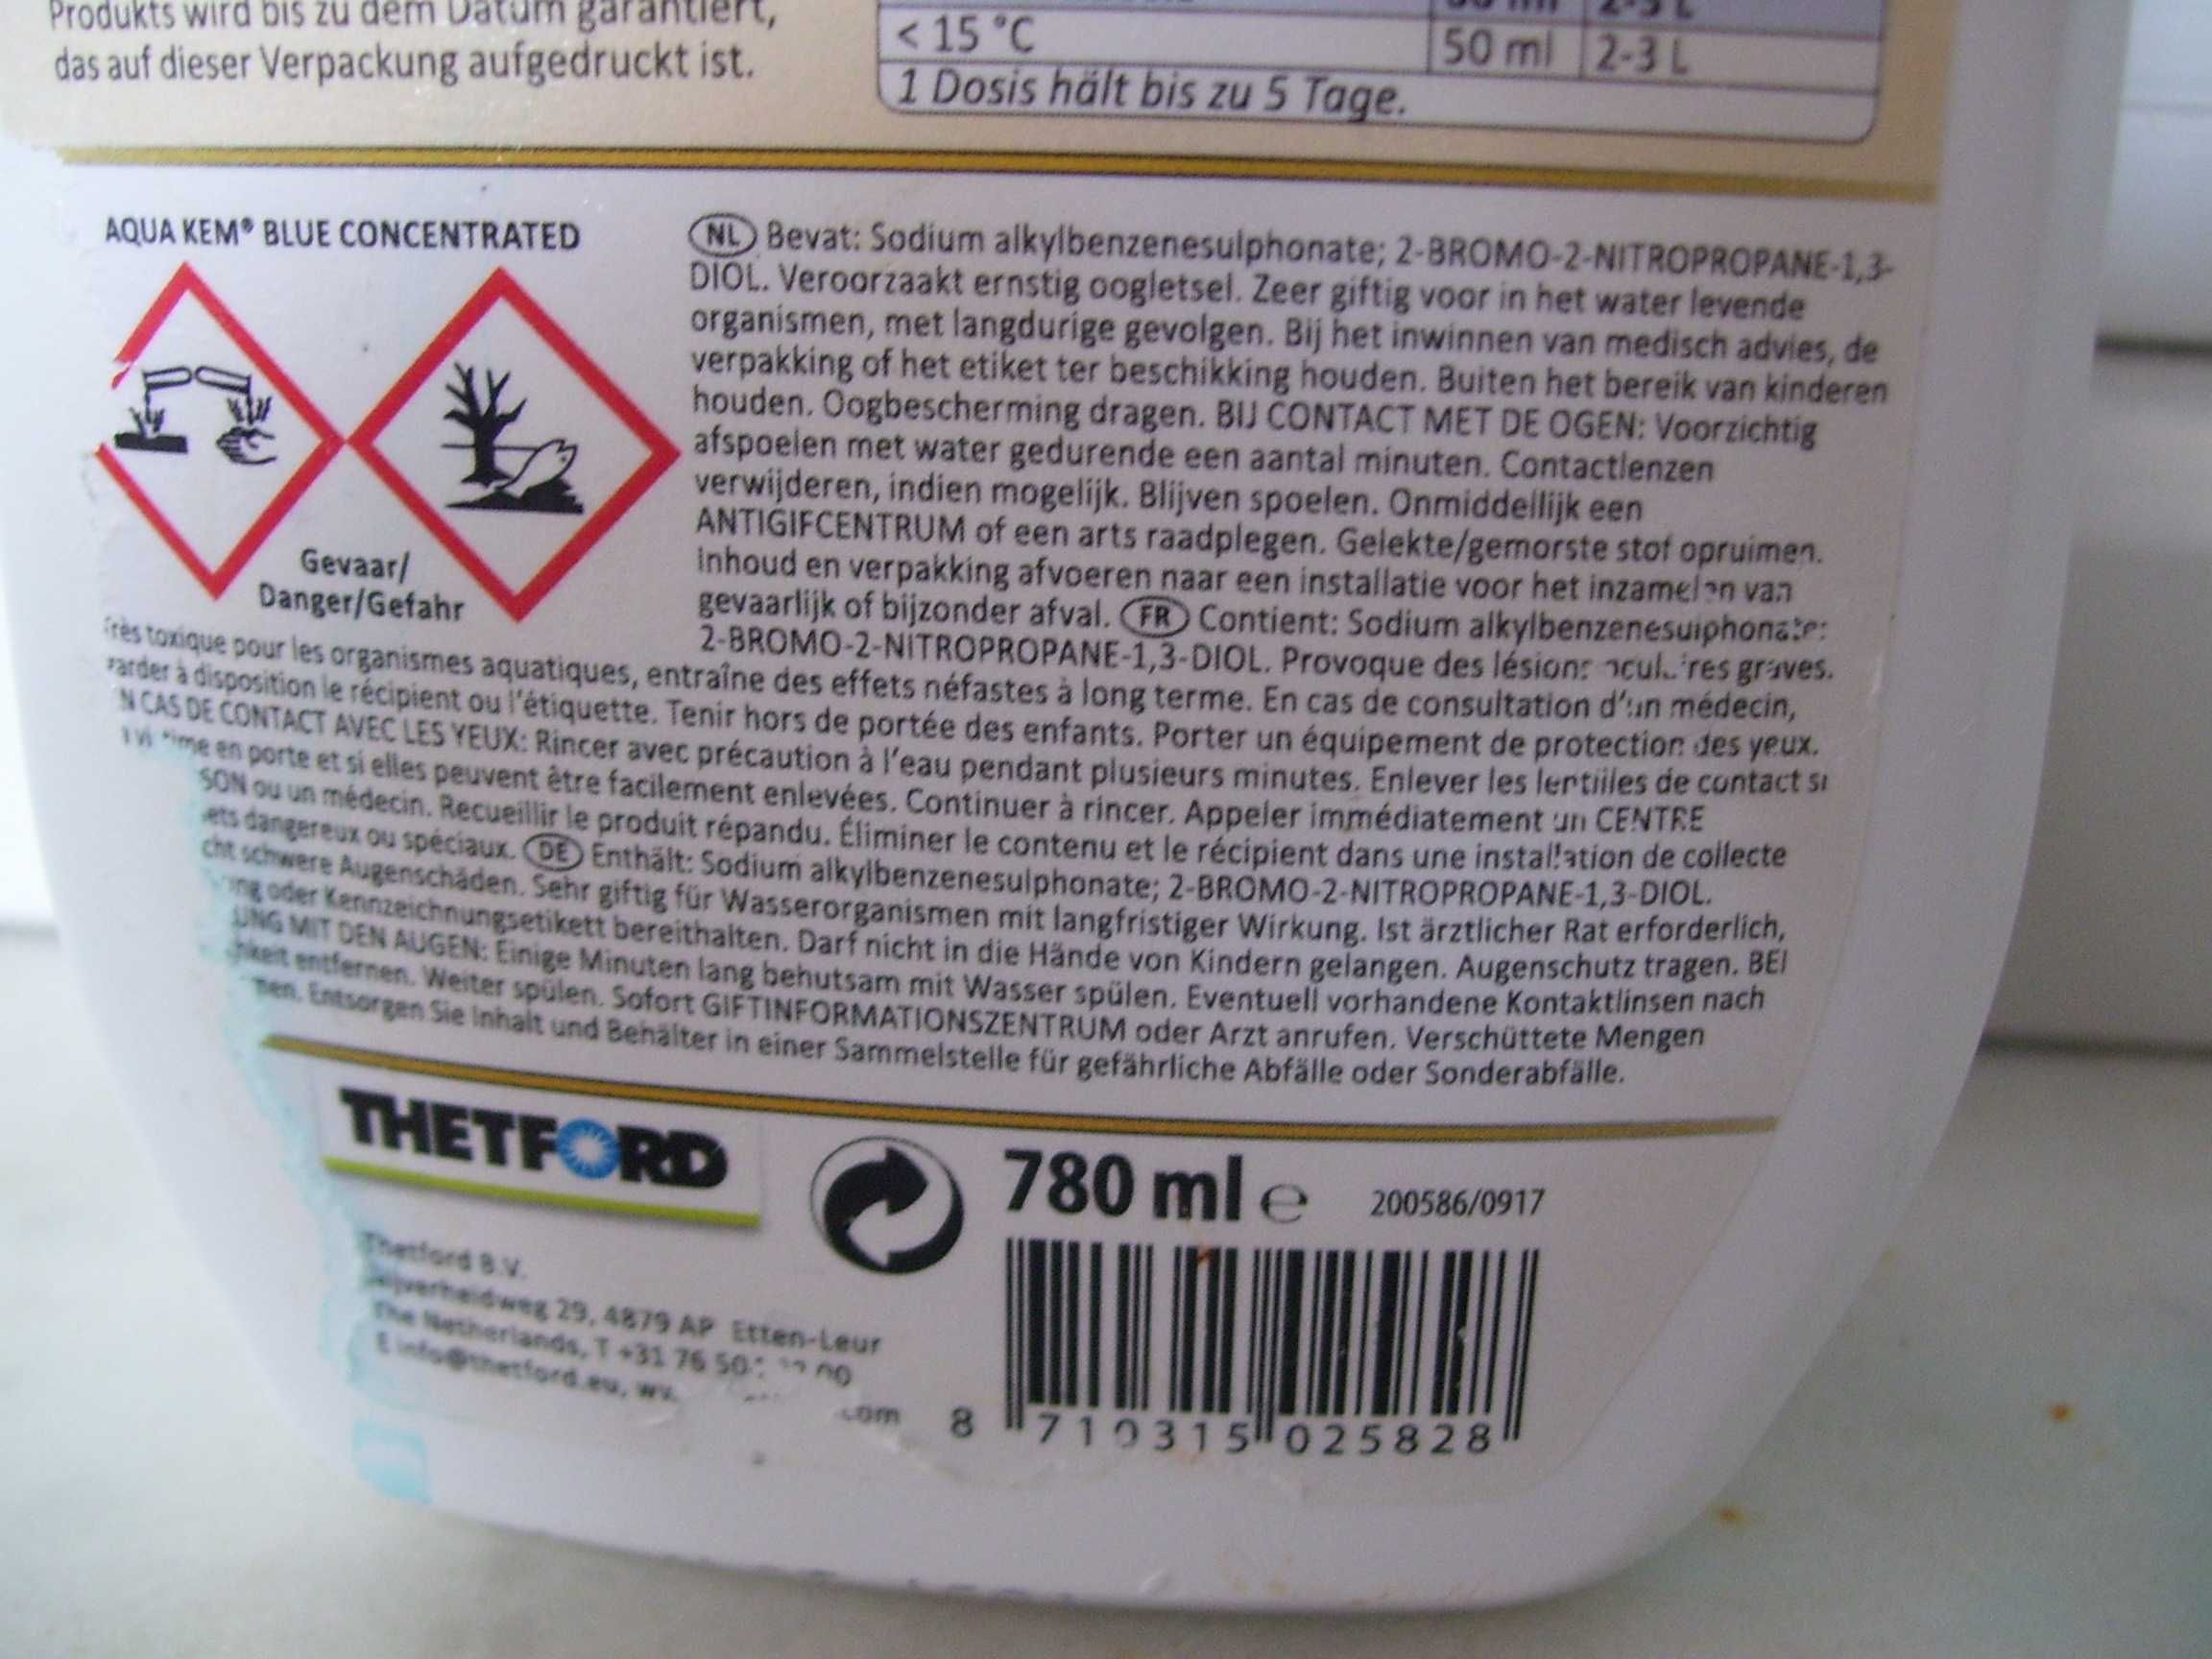 Produkts wird bis zu dem Datum garantiert,
das auf dieser Verpackung aufgedruckt ist.
< 15 °C 50 ml 2-3 L
1 Dosis hält bis zu 5 Tage.
AQUA KEM® BLUE CONCENTRATED
Gevaar/
Danger/Gefahr
NL Bevat: Sodium alkylbenzenesulphonate; 2-BROMO-2-NITROPROPANE-1,3-
DIOL. Veroorzaakt ernstig oogletsel. Zeer giftig voor in het water levende
organismen, met langdurige gevolgen. Bij het inwinnen van medisch advies, de
verpakking of het etiket ter beschikking houden. Buiten het bereik van kinderen
houden. Oogbescherming dragen. BIJ CONTACT MET DE OGEN: Voorzichtig
afspoelen met water gedurende een aantal minuten. Contactlenzen
verwijderen, indien mogelijk. Blijven spoelen. Onmiddellijk een
ANTIGIFCENTRUM of een arts raadplegen. Gelekte/gemorste stof opruimen.
Inhoud en verpakking afvoeren naar een installatie voor het inzamelen van
gevaarlijk of bijzonder afval. FR Contient: Sodium alkylbenzenesulphonate;
2-BROMO-2-NITROPROPANE-1,3-DIOL. Provoque des lésions oculaires graves.
Très toxique pour les organismes aquatiques, entraîne des effets néfastes à long terme. En cas de consultation d'un médecin,
garder à disposition le récipient ou l'étiquette. Tenir hors de portée des enfants. Porter un équipement de protection des yeux.
N CAS DE CONTACT AVEC LES YEUX: Rincer avec précaution à l'eau pendant plusieurs minutes. Enlever les lentilles de contact si
en porte et si elles peuvent être facilement enlevées. Continuer à rincer. Appeler immédiatement un CENTRE
SON ou un médecin. Recueillir le produit répandu. Éliminer le contenu et le récipient dans une installation de collecte
ets dangereux ou spéciaux. DE Enthält: Sodium alkylbenzenesulphonate; 2-BROMO-2-NITROPROPANE-1,3-DIOL.
cht schwere Augenschäden. Sehr giftig für Wasserorganismen mit langfristiger Wirkung. Ist ärztlicher Rat erforderlich,
ng oder Kennzeichnungsetikett bereithalten. Darf nicht in die Hände von Kindern gelangen. Augenschutz tragen. BEI
UNG MIT DEN AUGEN: Einige Minuten lang behutsam mit Wasser spülen. Eventuell vorhandene Kontaktlinsen nach
hkeit entfernen. Weiter spülen. Sofort GIFTINFORMATIONSZENTRUM oder Arzt anrufen. Verschüttete Mengen
nen. Entsorgen Sie Inhalt und Behälter in einer Sammelstelle für gefährliche Abfälle oder Sonderabfälle.
THETFORD
780 ml e 200586/0917
Thetford B.V.
29, 4879 AP Etten-Leur
The Netherlands, T +31 76 50
E info@thetford.eu,
com
8 710315 025828